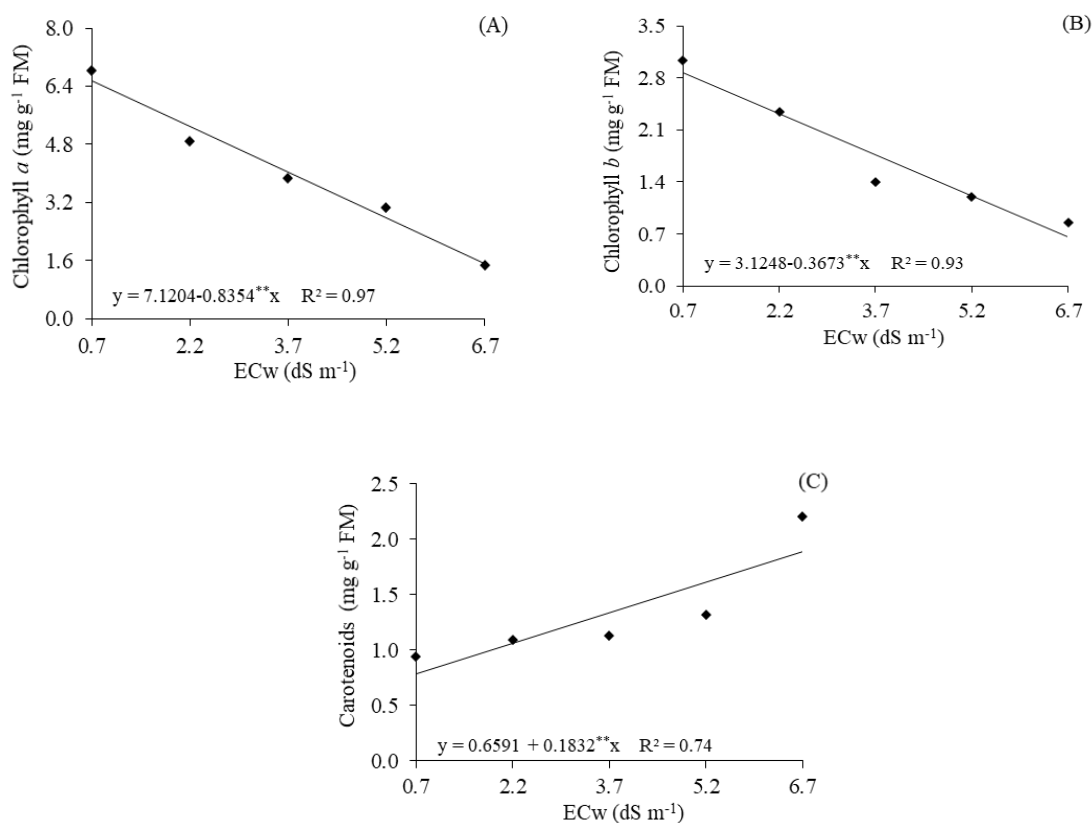 (A)
8.0
6.4
4.8
3.2
1.6
0.0
Chlorophyll a (mg g⁻¹ FM)
y = 7.1204-0.8354**x R² = 0.97
0.7 2.2 3.7 5.2 6.7
ECw (dS m⁻¹)
(B)
3.5
2.8
2.1
1.4
0.7
0.0
Chlorophyll b (mg g⁻¹ FM)
y = 3.1248-0.3673**x R² = 0.93
0.7 2.2 3.7 5.2 6.7
ECw (dS m⁻¹)
(C)
2.5
2.0
1.5
1.0
0.5
0.0
Carotenoids (mg g⁻¹ FM)
y = 0.6591 + 0.1832**x R² = 0.74
0.7 2.2 3.7 5.2 6.7
ECw (dS m⁻¹)